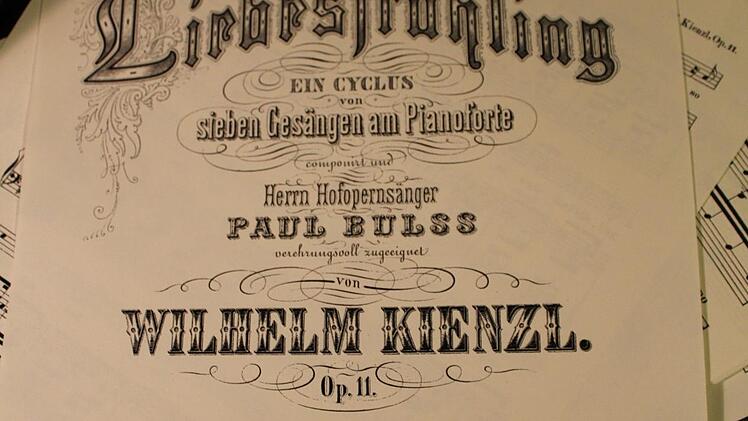 Liebesfrühling
EIN CYCLUS
von
sieben Gesängen am Pianoforte
componirt und
Herrn Hofopernsänger
PAUL BULSS
verehrungsvoll zugeeignet
von
WILHELM KIENZL.
Op. 11.
Kienzl, Op. 11.
so